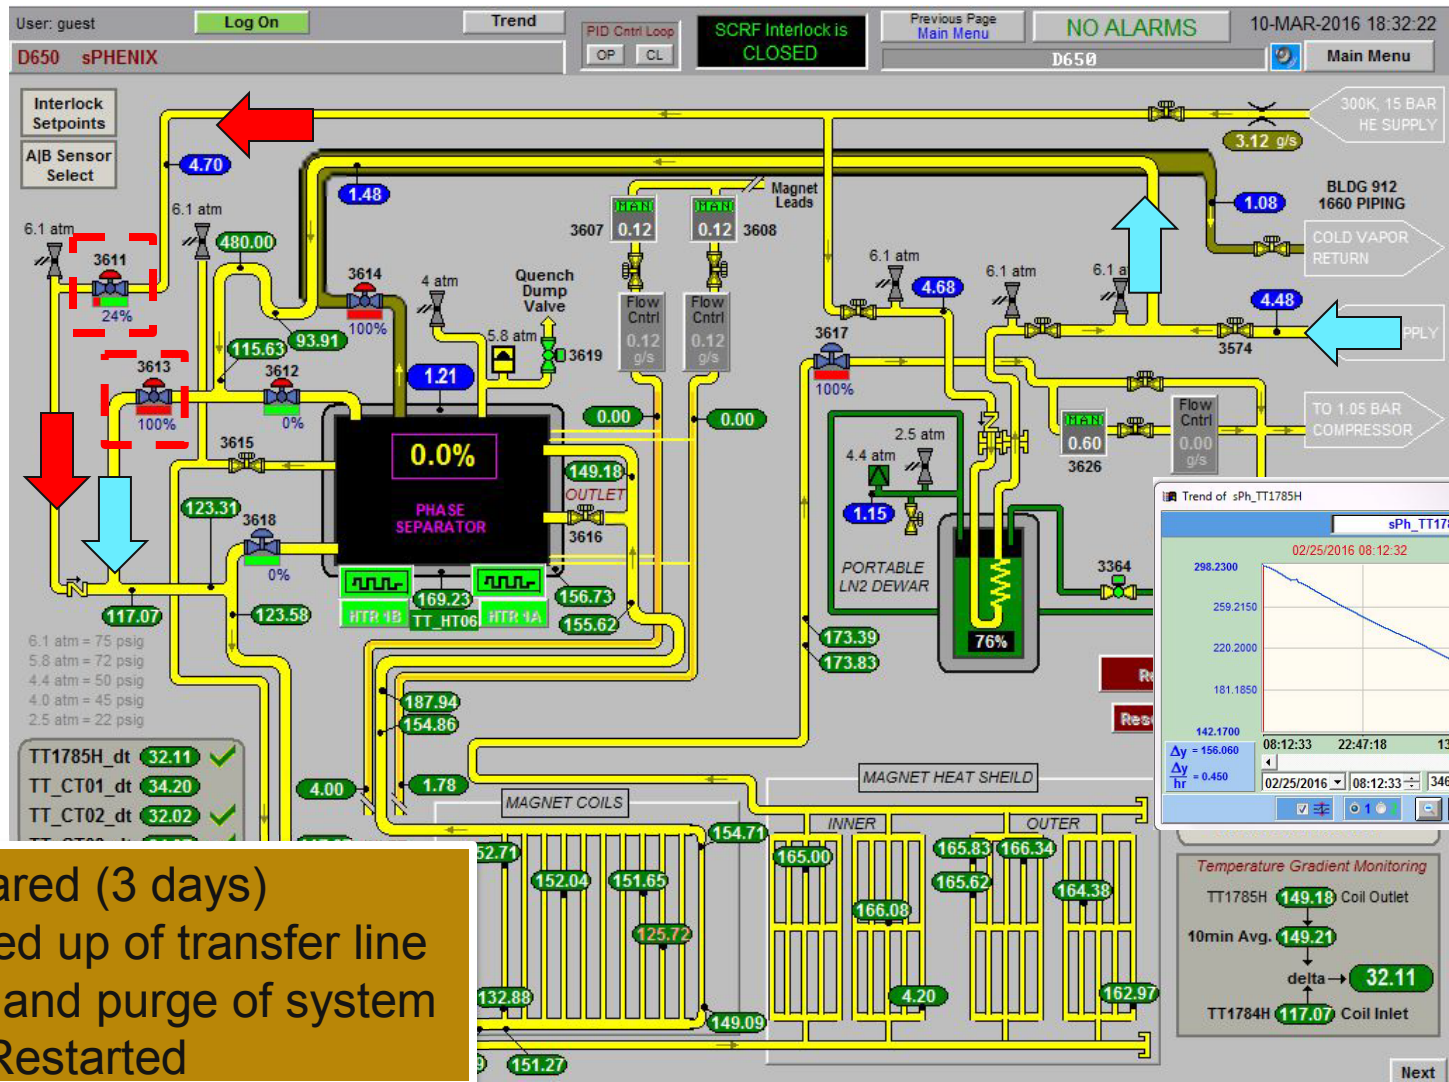 User: guest
Log On
Trend
PID Cntrl Loop
OP CL
SCRF Interlock is
CLOSED
Previous Page
Main Menu
NO ALARMS
10-MAR-2016 18:32:22
D650 sPHENIX
D650
Main Menu
Interlock
Setpoints
A|B Sensor
Select
300K, 15 BAR
HE SUPPLY
3.12 g/s
4.70
1.48
Magnet
Leads
BLDG 912
1660 PIPING
1.08
COLD VAPOR
RETURN
6.1 atm
6.1 atm
3611
24%
480.00
3614
100%
93.91
115.63
4 atm
Quench
Dump
Valve
5.8 atm
3619
3607
MAN
0.12
MAN
0.12
3608
Flow
Cntrl
0.12
g/s
Flow
Cntrl
0.12
g/s
6.1 atm
4.68
6.1 atm
4.48
3574
3617
100%
3613
100%
3612
0%
1.21
0.0%
PHASE
SEPARATOR
0.00
0.00
149.18
OUTLET
3616
3615
123.31
3618
0%
117.07
123.58
HTR 1B
169.23
TT_HT06
HTR 1A
156.73
155.62
2.5 atm
4.4 atm
1.15
PORTABLE
LN2 DEWAR
76%
MAN
0.60
3626
Flow
Cntrl
0.00
g/s
TO 1.05 BAR
COMPRESSOR
3364
173.39
173.83
6.1 atm = 75 psig
5.8 atm = 72 psig
4.4 atm = 50 psig
4.0 atm = 45 psig
2.5 atm = 22 psig
187.94
154.86
4.00
1.78
Trend of sPh_TT1785H
02/25/2016 08:12:32
298.2300
259.2150
220.2000
181.1850
142.1700
Δy = 156.060
Δy
hr = 0.450
08:12:33 22:47:18
02/25/2016 08:12:33
TT1785H_dt 32.11
TT_CT01_dt 34.20
TT_CT02_dt 32.02
MAGNET COILS
154.71
152.04
151.65
125.72
132.88
149.09
151.27
MAGNET HEAT SHEILD
INNER
OUTER
165.00
166.08
165.83
166.34
165.62
164.38
4.20
162.97
Temperature Gradient Monitoring
TT1785H 149.18 Coil Outlet
10min Avg. 149.21
delta 32.11
TT1784H 117.07 Coil Inlet
Next
(3 days)
up of transfer line
and purge of system
Restarted